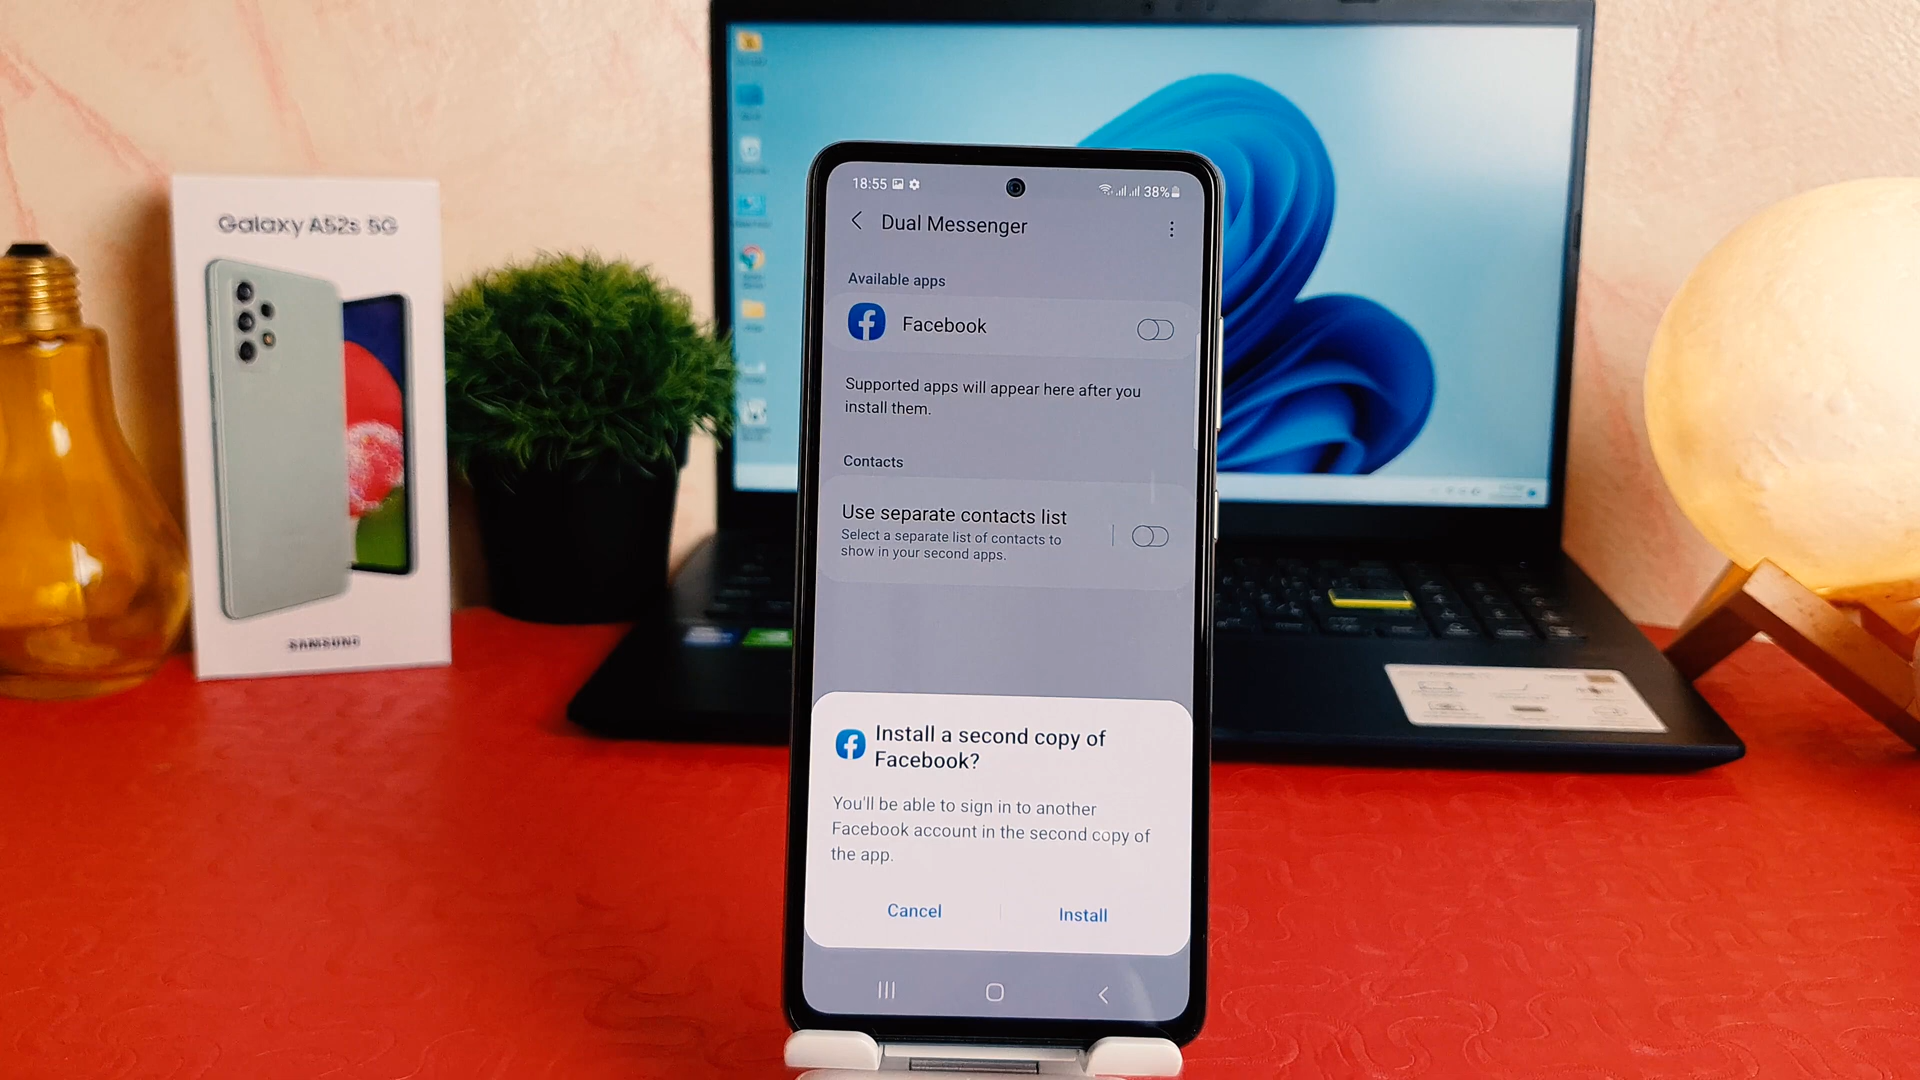 Galaxy A52s 5G
SAMSUNG
18:55
38%
Dual Messenger
Available apps
Facebook
Supported apps will appear here after you
install them.
Contacts
Use separate contacts list
Select a separate list of contacts to
show in your second apps.
Install a second copy of
Facebook?
You'll be able to sign in to another
Facebook account in the second copy of
the app.
Cancel
Install